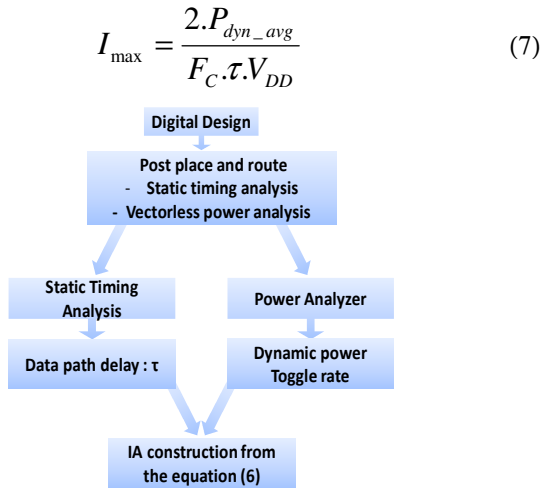 I_max = 2.P_dyn_avg / F_C.τ.V_DD (7)
Digital Design
Post place and route
- Static timing analysis
- Vectorless power analysis
Static Timing
Analysis
Power Analyzer
Data path delay : τ
Dynamic power
Toggle rate
IA construction from
the equation (6)